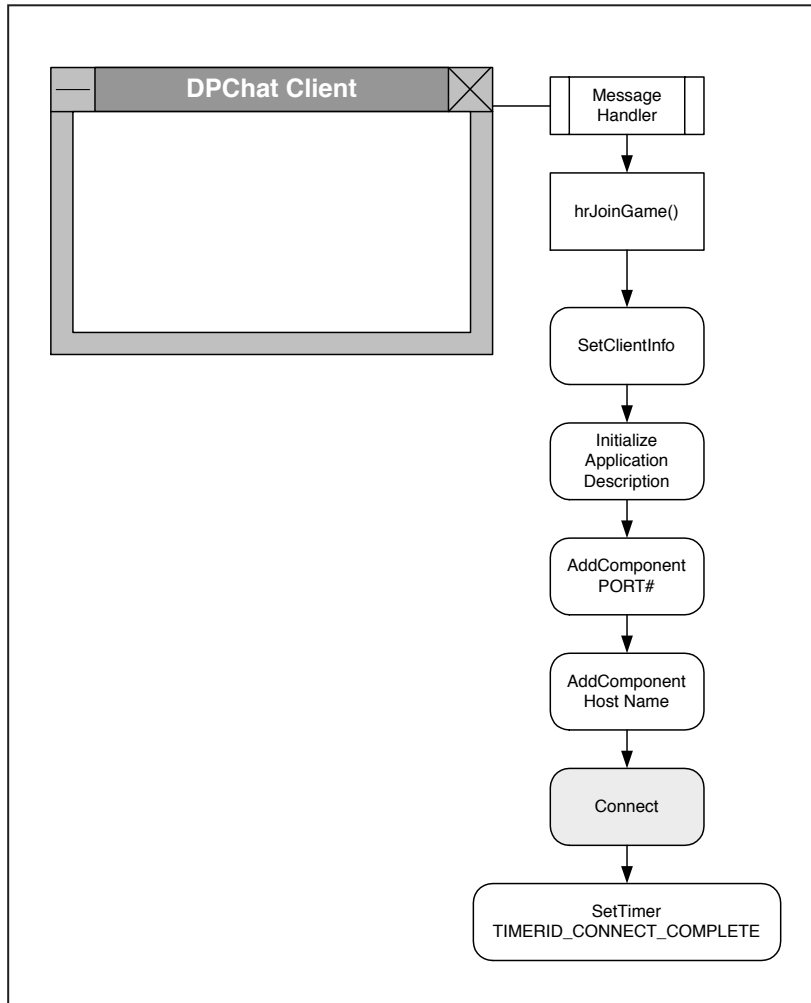 DPChat Client
Message
Handler
hrJoinGame()
SetClientInfo
Initialize
Application
Description
AddComponent
PORT#
AddComponent
Host Name
Connect
SetTimer
TIMERID_CONNECT_COMPLETE